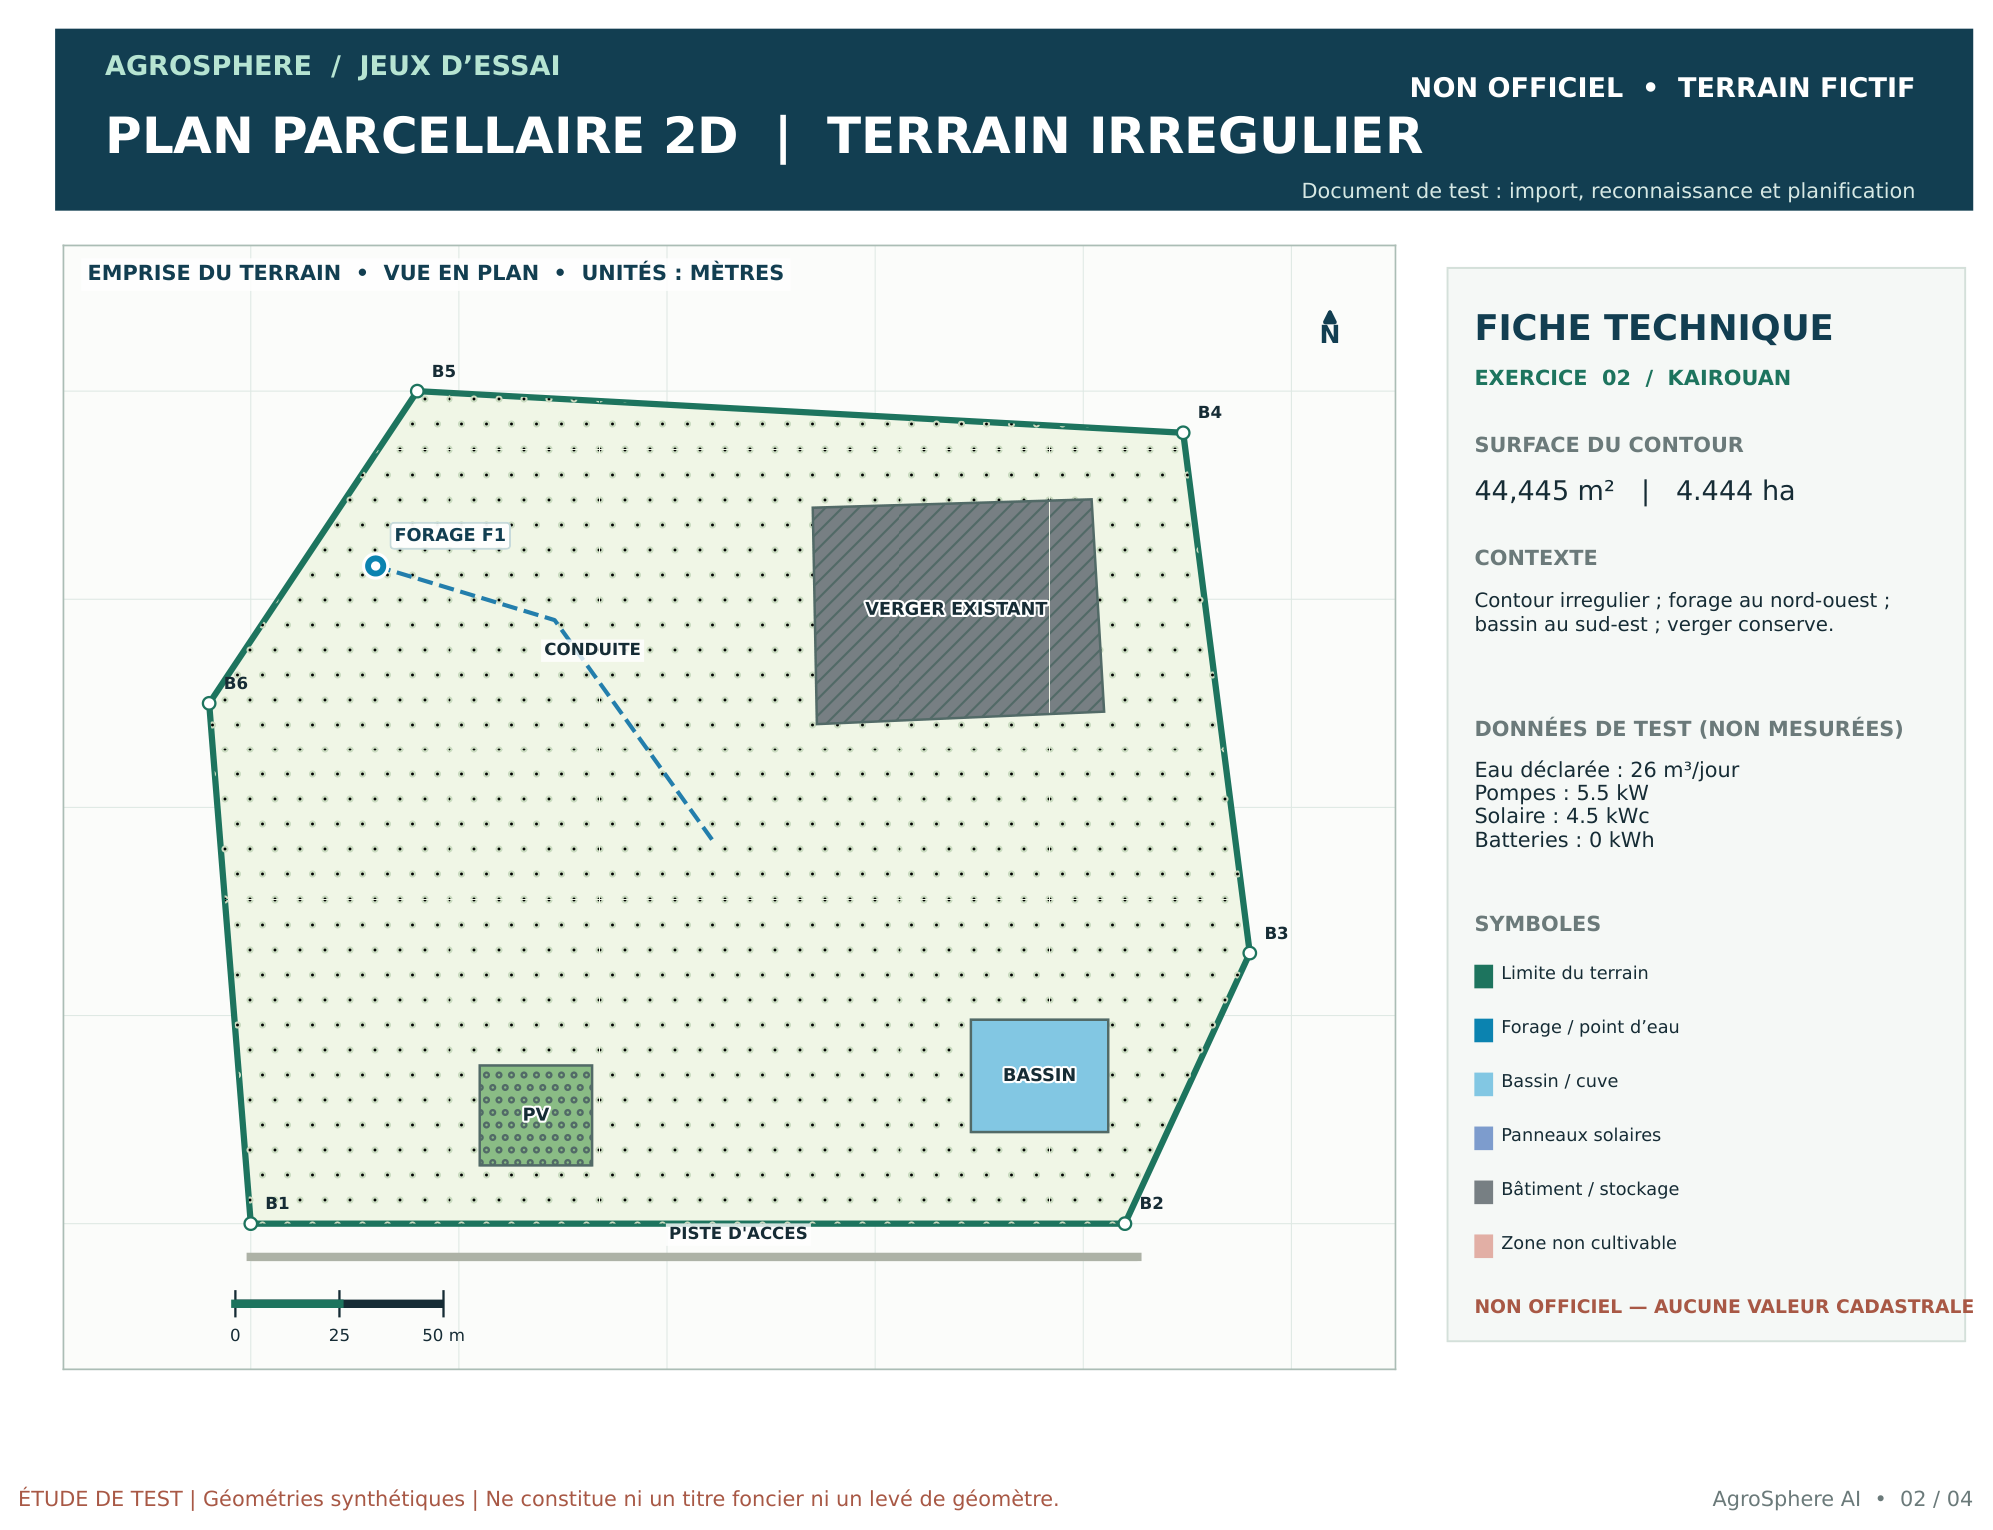 AGROSPHERE / JEUX D’ESSAI
NON OFFICIEL • TERRAIN FICTIF
PLAN PARCELLAIRE 2D | TERRAIN IRREGULIER
Document de test : import, reconnaissance et planification
EMPRISE DU TERRAIN • VUE EN PLAN • UNITÉS : MÈTRES
N
B5
B4
FORAGE F1
VERGER EXISTANT
CONDUITE
B6
B3
BASSIN
PV
B1
B2
PISTE D'ACCES
0
25
50 m
FICHE TECHNIQUE
EXERCICE 02 / KAIROUAN
SURFACE DU CONTOUR
44,445 m² | 4.444 ha
CONTEXTE
Contour irregulier ; forage au nord-ouest ;
bassin au sud-est ; verger conserve.
DONNÉES DE TEST (NON MESURÉES)
Eau déclarée : 26 m³/jour
Pompes : 5.5 kW
Solaire : 4.5 kWc
Batteries : 0 kWh
SYMBOLES
Limite du terrain
Forage / point d’eau
Bassin / cuve
Panneaux solaires
Bâtiment / stockage
Zone non cultivable
NON OFFICIEL — AUCUNE VALEUR CADASTRALE
ÉTUDE DE TEST | Géométries synthétiques | Ne constitue ni un titre foncier ni un levé de géomètre.
AgroSphere AI • 02 / 04